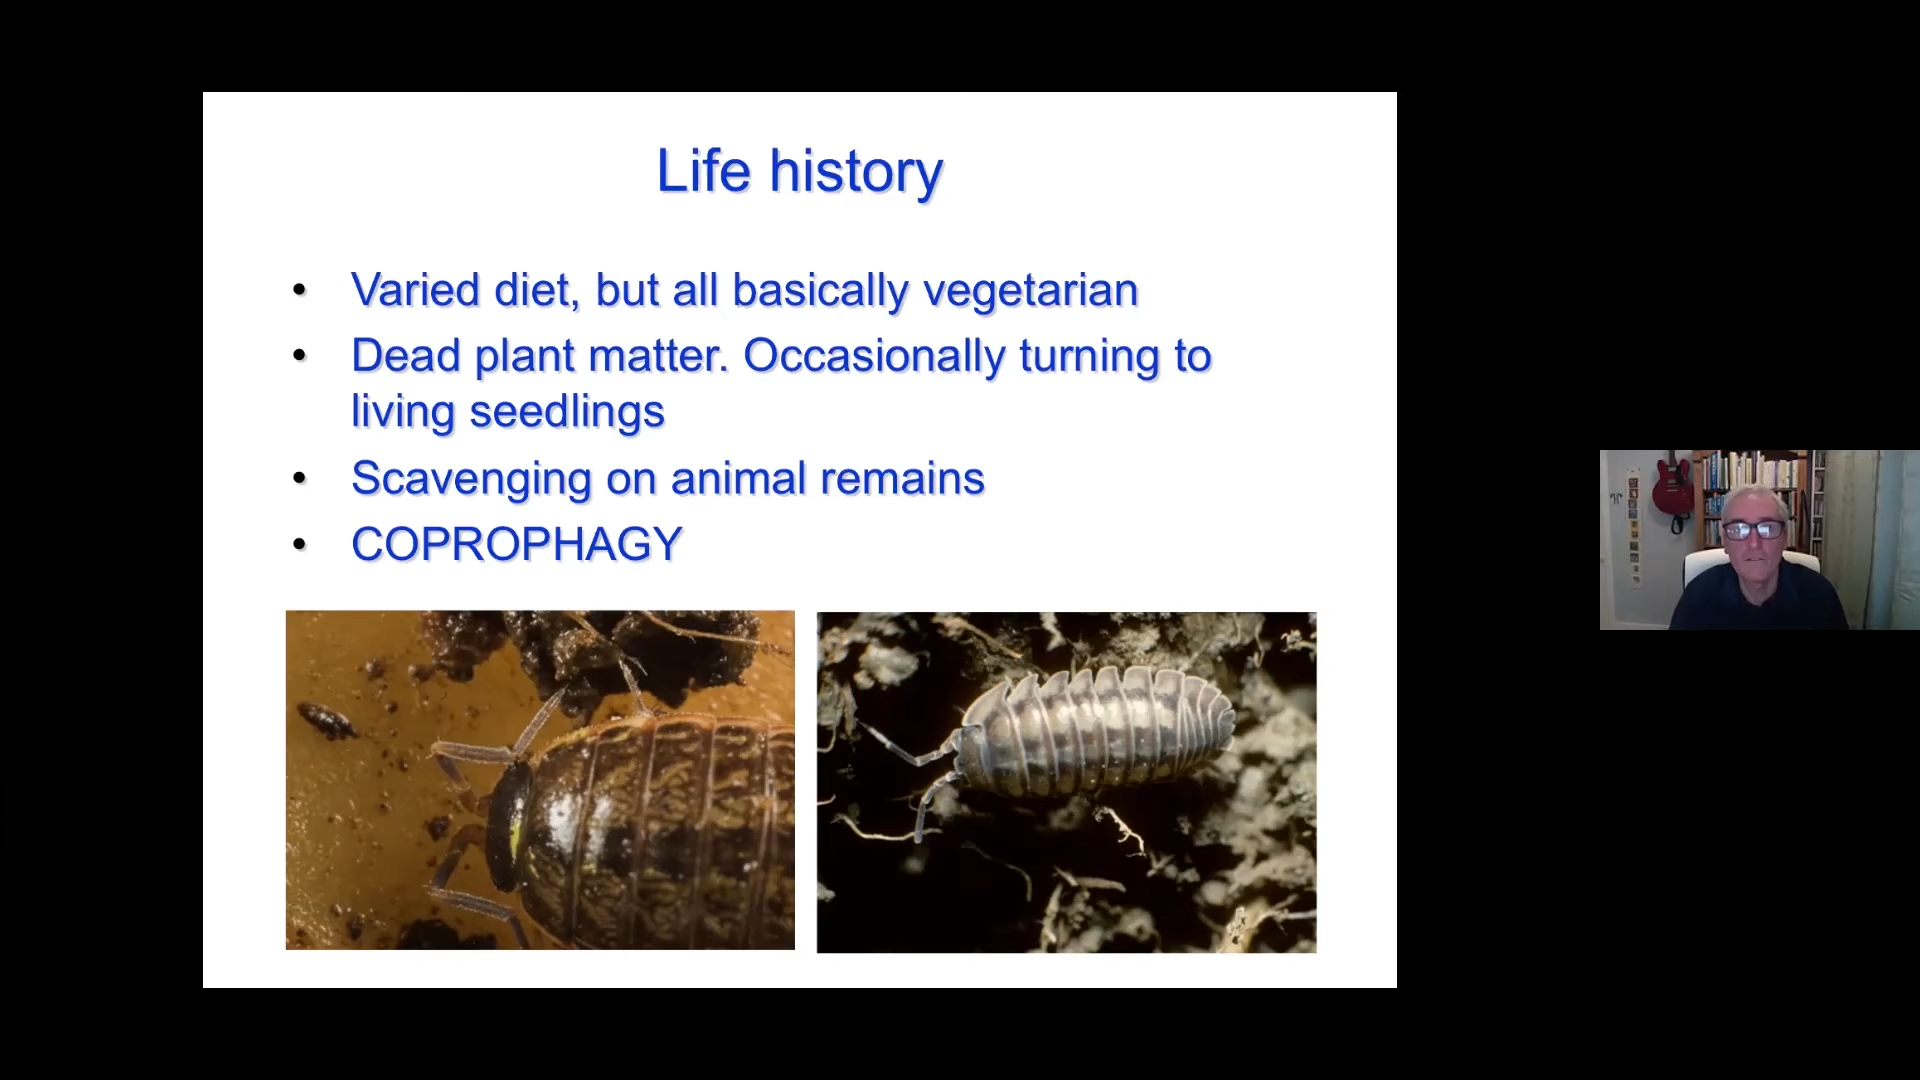 Life history
• Varied diet, but all basically vegetarian
• Dead plant matter. Occasionally turning to
living seedlings
• Scavenging on animal remains
• COPROPHAGY